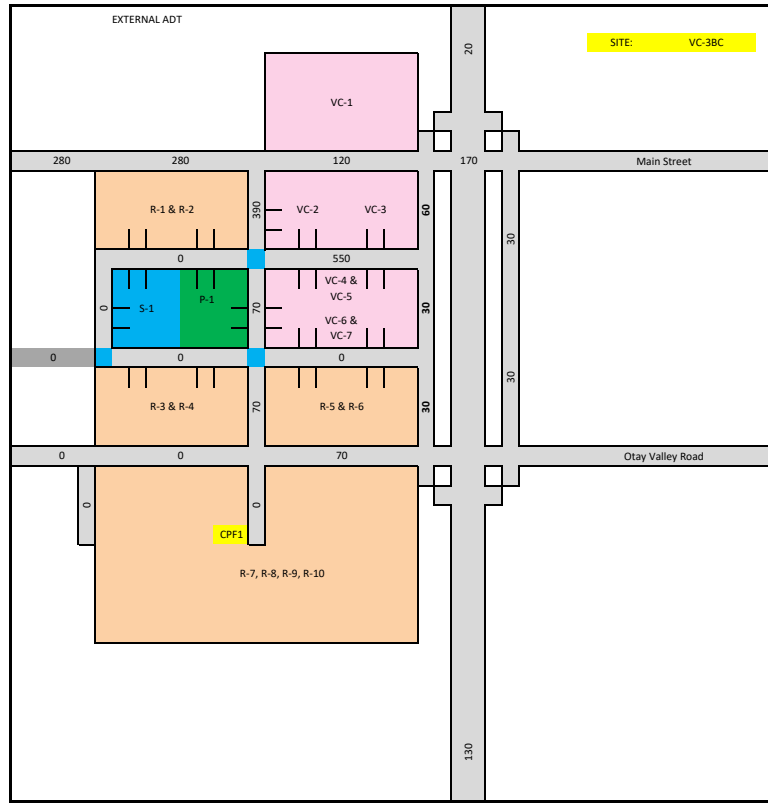 EXTERNAL ADT
SITE: VC-3BC
20
VC-1
280 280 120 170 Main Street
R-1 & R-2 390 VC-2 VC-3 60
30
0 550
VC-4 &
VC-5
S-1 P-1
0 70 30
VC-6 &
VC-7
0 0 0
30
R-3 & R-4 70 R-5 & R-6 30
0 0 70 Otay Valley Road
0 0
CPF1
R-7, R-8, R-9, R-10
130